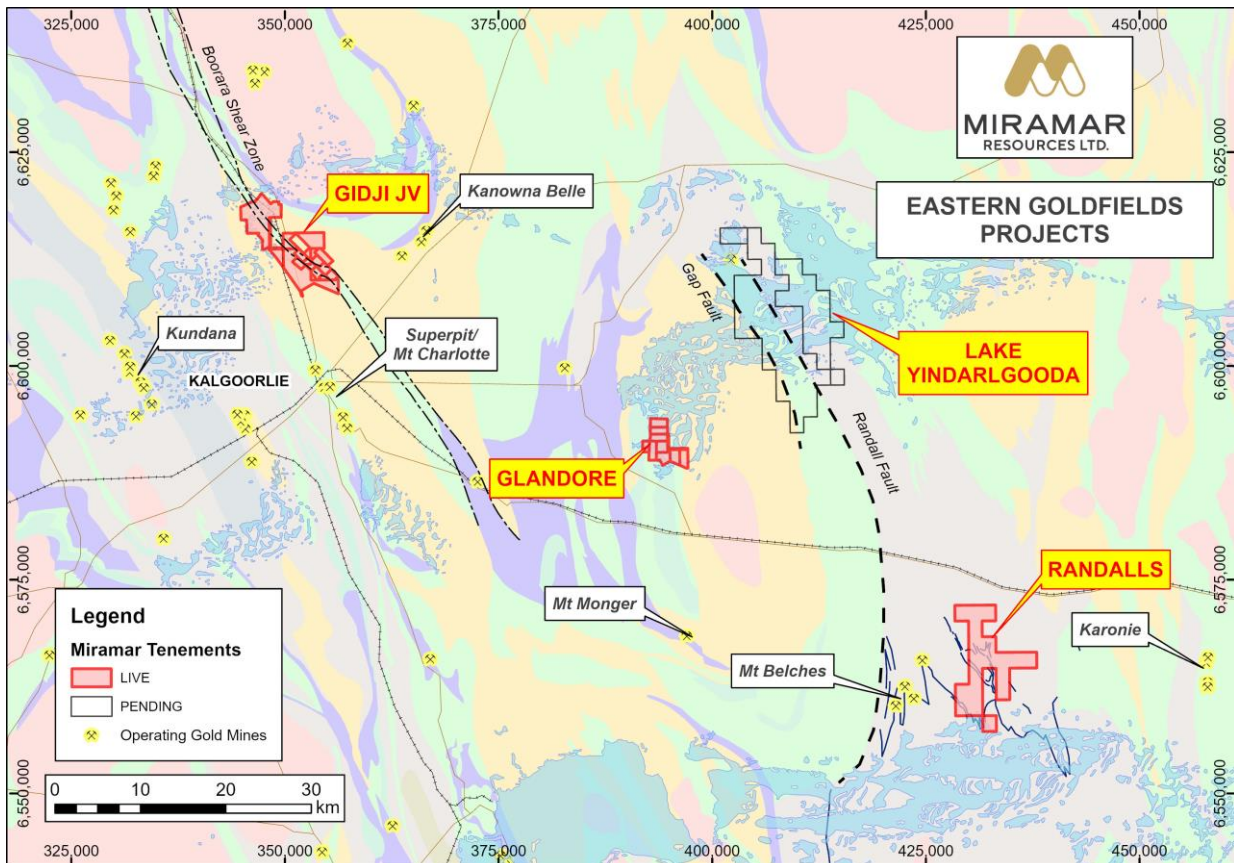 325,000
350,000
375,000
400,000
425,000
450,000
MIRAMAR
RESOURCES LTD.
EASTERN GOLDFIELDS
PROJECTS
6,625,000
6,625,000
Boorara Shear Zone
GIDJI JV
Kanowna Belle
Gap Fault
Kundana
Superpit/
Mt Charlotte
KALGOORLIE
LAKE
YINDARLGOODA
6,600,000
6,600,000
Randall Fault
GLANDORE
6,575,000
6,575,000
RANDALLS
Mt Monger
Karonie
Mt Belches
Legend
Miramar Tenements
LIVE
PENDING
Operating Gold Mines
0
10
20
30
km
6,550,000
6,550,000
325,000
350,000
375,000
400,000
425,000
450,000